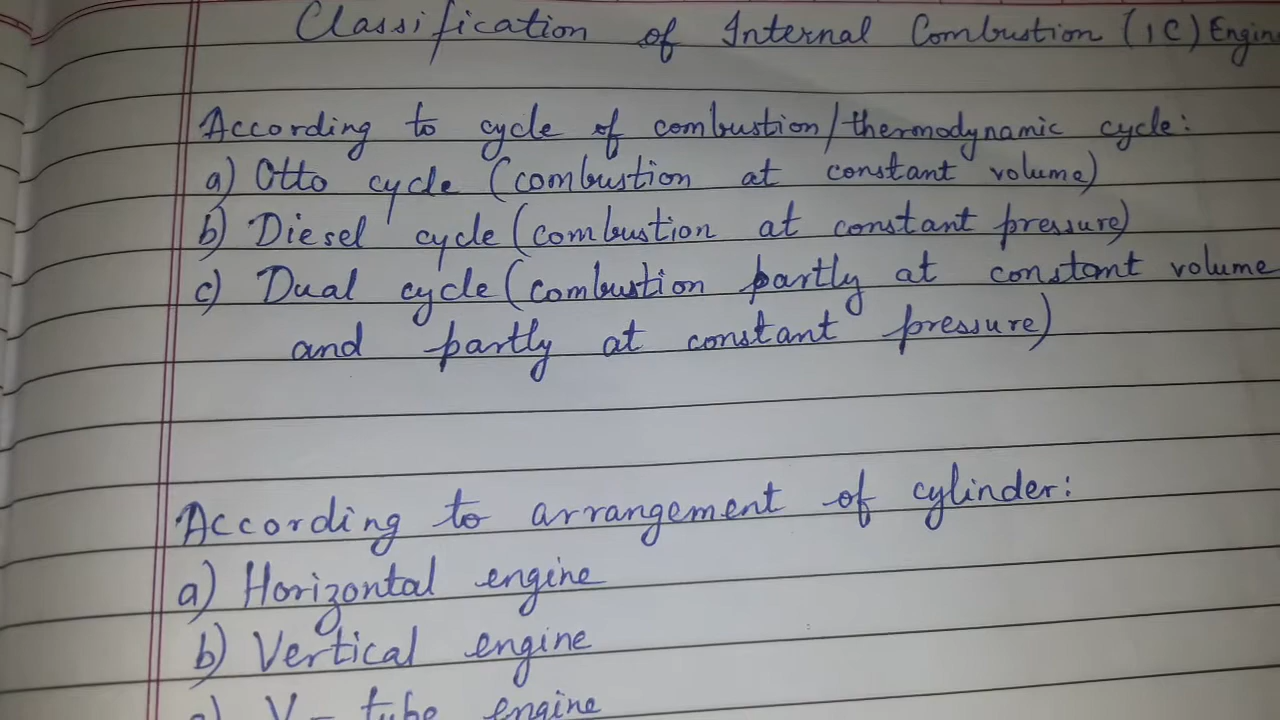 Classification of Internal Combustion (IC) Engin
According to cycle of combustion/thermodynamic cycle:
a) Otto cycle (combustion at constant volume)
b) Diesel cycle (combustion at constant pressure)
c) Dual cycle (combustion partly at constant volume
and partly at constant pressure)
According to arrangement of cylinder:
a) Horizontal engine
b) Vertical engine
c) V - tube engine